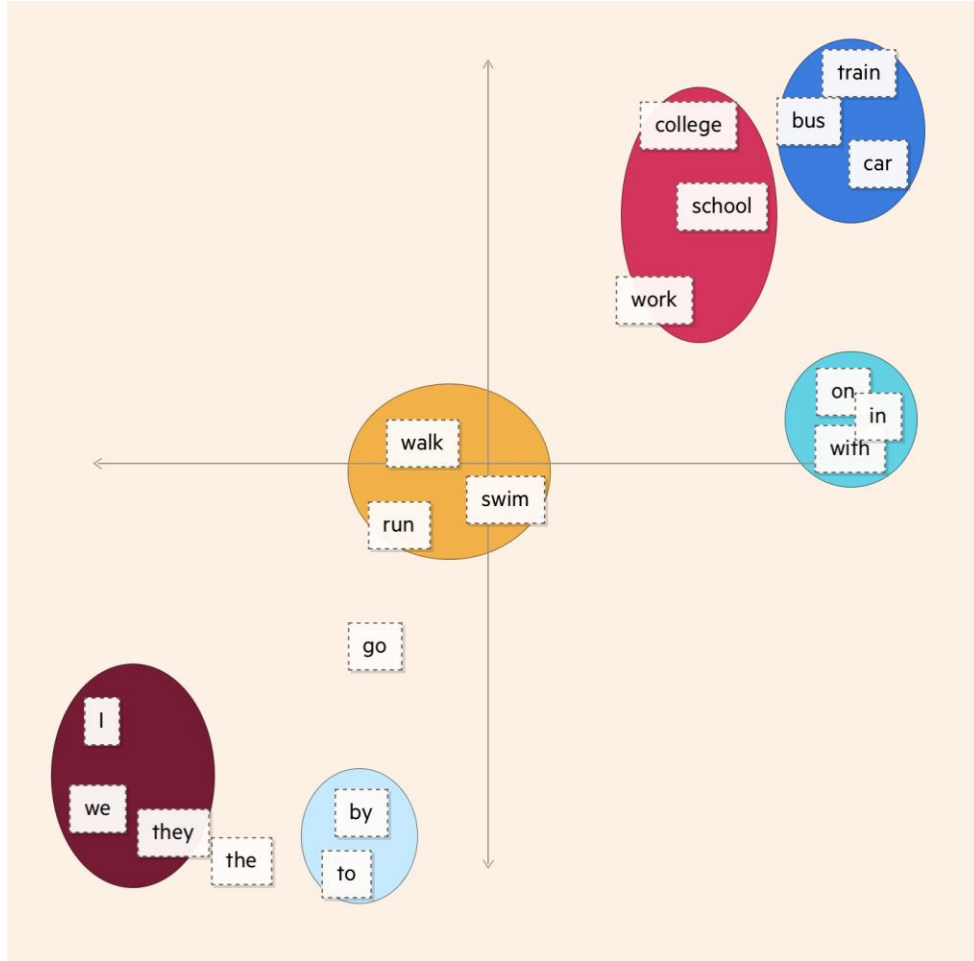 train
college
bus
car
school
work
on
in
walk
with
swim
run
go
I
we
by
they
the
to